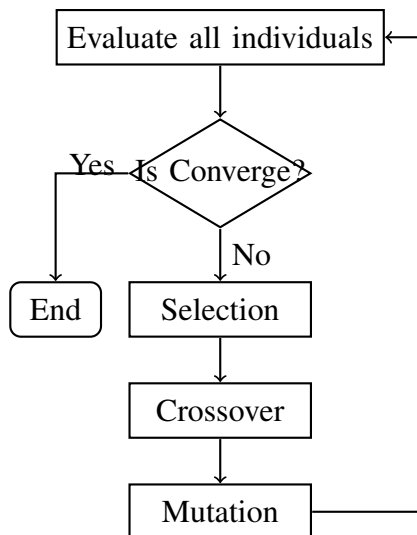 Evaluate all individuals
Is Converge?
Yes
No
End
Selection
Crossover
Mutation